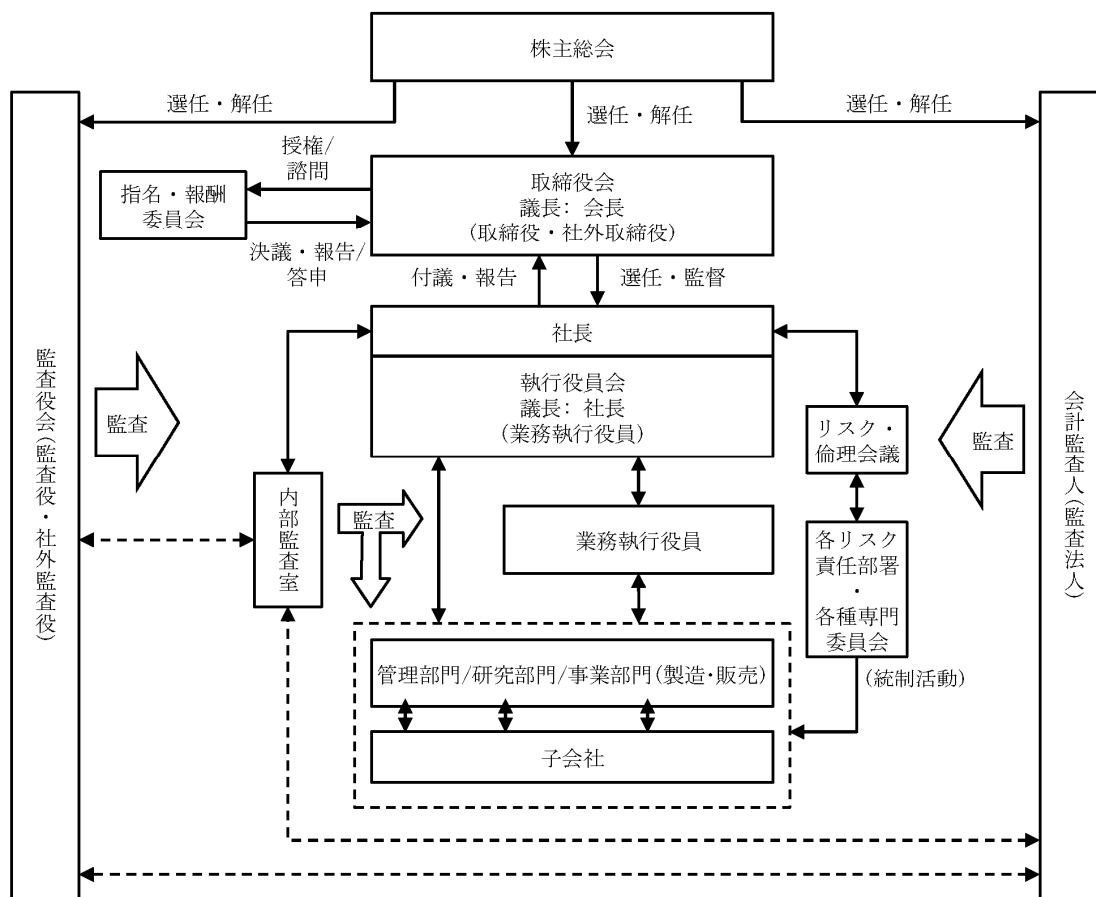 株主総会
選任・解任
選任・解任
選任・解任
授権/
諮問
指名・報酬
委員会
取締役会
議長: 会長
(取締役・社外取締役)
決議・報告/
答申
付議・報告
選任・監督
社長
執行役員会
議長: 社長
(業務執行役員)
監査役会(監査役・社外監査役)
監査
リスク・
倫理会議
監査
会計監査人(監査法人)
内部監査室
監査
業務執行役員
各リスク
責任部署
・
各種専門
委員会
管理部門/研究部門/事業部門(製造・販売)
(統制活動)
子会社